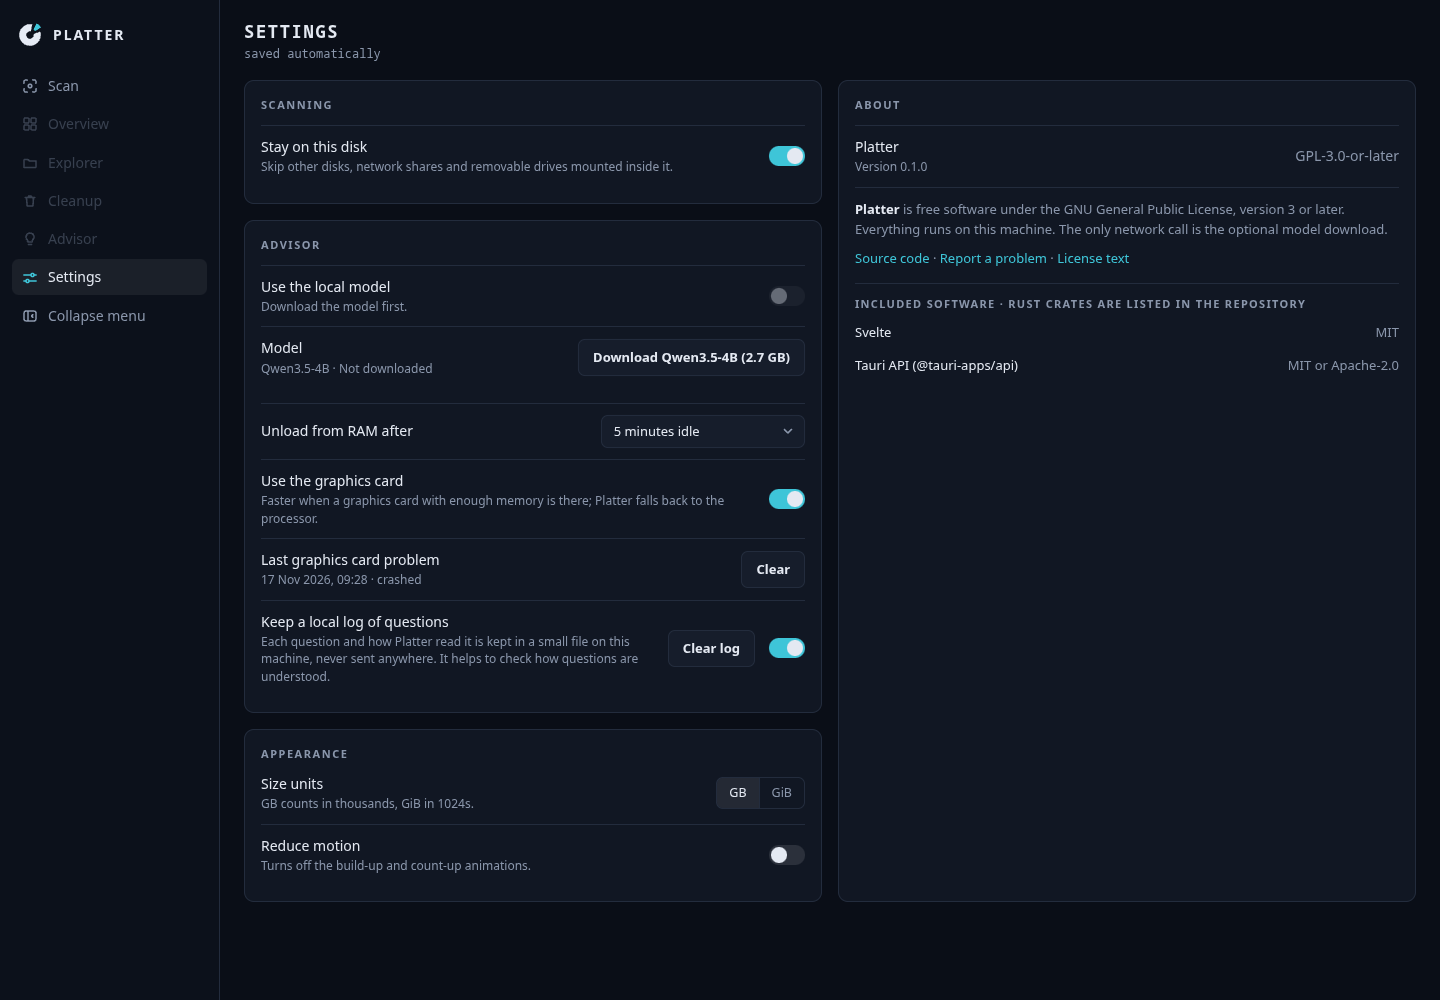 PLATTER
Scan
Overview
Explorer
Cleanup
Advisor
Settings
Collapse menu
SETTINGS
saved automatically
SCANNING
Stay on this disk
Skip other disks, network shares and removable drives mounted inside it.
ADVISOR
Use the local model
Download the model first.
Model
Qwen3.5-4B · Not downloaded
Download Qwen3.5-4B (2.7 GB)
Unload from RAM after
5 minutes idle
Use the graphics card
Faster when a graphics card with enough memory is there; Platter falls back to the
processor.
Last graphics card problem
17 Nov 2026, 09:28 · crashed
Clear
Keep a local log of questions
Each question and how Platter read it is kept in a small file on this
machine, never sent anywhere. It helps to check how questions are
understood.
Clear log
APPEARANCE
Size units
GB counts in thousands, GiB in 1024s.
GB GiB
Reduce motion
Turns off the build-up and count-up animations.
ABOUT
Platter
Version 0.1.0
GPL-3.0-or-later
Platter is free software under the GNU General Public License, version 3 or later.
Everything runs on this machine. The only network call is the optional model download.
Source code · Report a problem · License text
INCLUDED SOFTWARE · RUST CRATES ARE LISTED IN THE REPOSITORY
Svelte MIT
Tauri API (@tauri-apps/api) MIT or Apache-2.0